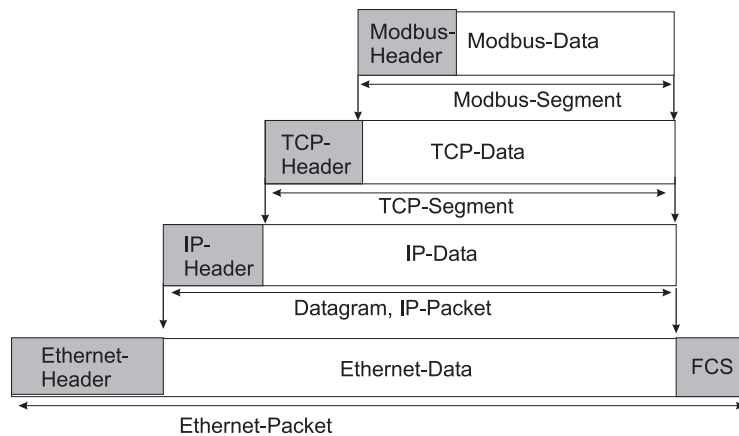 Modbus-
Header
Modbus-Data
Modbus-Segment
TCP-
Header
TCP-Data
TCP-Segment
IP-
Header
IP-Data
Datagram, IP-Packet
Ethernet-
Header
Ethernet-Data
FCS
Ethernet-Packet